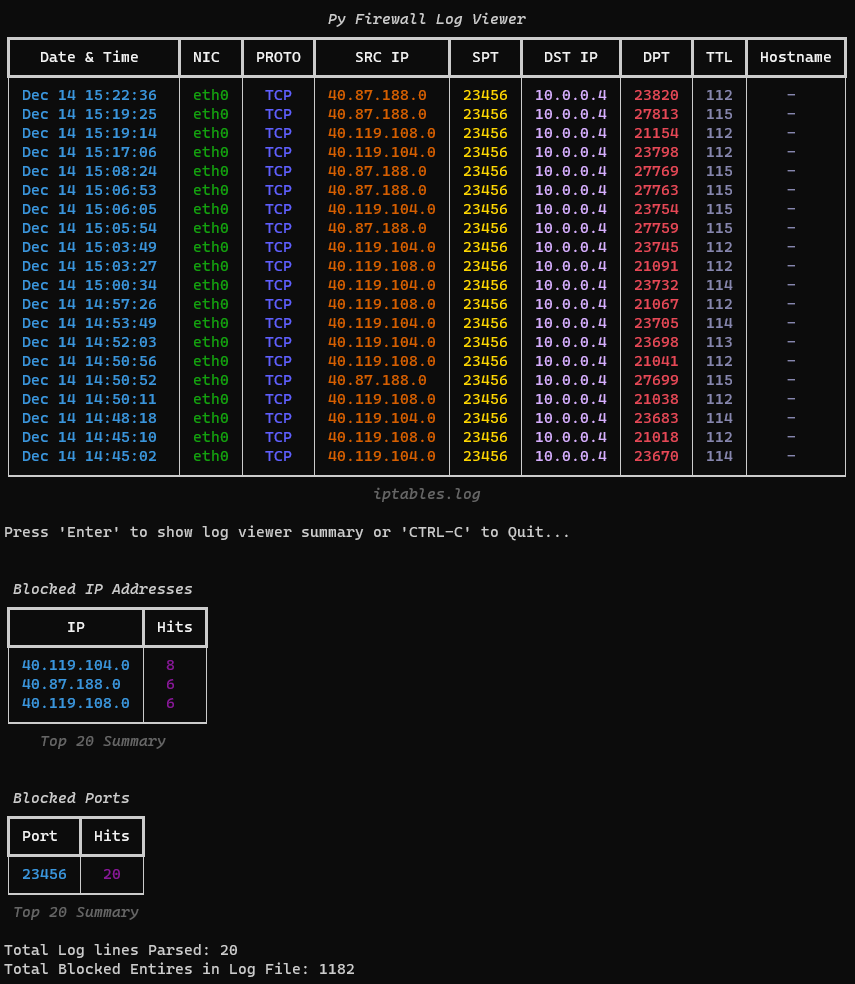 Py Firewall Log Viewer
Date & Time NIC PROTO SRC IP SPT DST IP DPT TTL Hostname
Dec 14 15:22:36 eth0 TCP 40.87.188.0 23456 10.0.0.4 23820 112 -
Dec 14 15:19:25 eth0 TCP 40.87.188.0 23456 10.0.0.4 27813 115 -
Dec 14 15:19:14 eth0 TCP 40.119.108.0 23456 10.0.0.4 21154 112 -
Dec 14 15:17:06 eth0 TCP 40.119.104.0 23456 10.0.0.4 23798 112 -
Dec 14 15:08:24 eth0 TCP 40.87.188.0 23456 10.0.0.4 27769 115 -
Dec 14 15:06:53 eth0 TCP 40.87.188.0 23456 10.0.0.4 27763 115 -
Dec 14 15:06:05 eth0 TCP 40.119.104.0 23456 10.0.0.4 23754 115 -
Dec 14 15:05:54 eth0 TCP 40.87.188.0 23456 10.0.0.4 27759 115 -
Dec 14 15:03:49 eth0 TCP 40.119.104.0 23456 10.0.0.4 23745 112 -
Dec 14 15:03:27 eth0 TCP 40.119.108.0 23456 10.0.0.4 21091 112 -
Dec 14 15:00:34 eth0 TCP 40.119.104.0 23456 10.0.0.4 23732 114 -
Dec 14 14:57:26 eth0 TCP 40.119.108.0 23456 10.0.0.4 21067 112 -
Dec 14 14:53:49 eth0 TCP 40.119.104.0 23456 10.0.0.4 23705 114 -
Dec 14 14:52:03 eth0 TCP 40.119.104.0 23456 10.0.0.4 23698 113 -
Dec 14 14:50:56 eth0 TCP 40.119.108.0 23456 10.0.0.4 21041 112 -
Dec 14 14:50:52 eth0 TCP 40.87.188.0 23456 10.0.0.4 27699 115 -
Dec 14 14:50:11 eth0 TCP 40.119.108.0 23456 10.0.0.4 21038 112 -
Dec 14 14:48:18 eth0 TCP 40.119.104.0 23456 10.0.0.4 23683 114 -
Dec 14 14:45:10 eth0 TCP 40.119.108.0 23456 10.0.0.4 21018 112 -
Dec 14 14:45:02 eth0 TCP 40.119.104.0 23456 10.0.0.4 23670 114 -
iptables.log
Press 'Enter' to show log viewer summary or 'CTRL-C' to Quit...
Blocked IP Addresses
IP Hits
40.119.104.0 8
40.87.188.0 6
40.119.108.0 6
Top 20 Summary
Blocked Ports
Port Hits
23456 20
Top 20 Summary
Total Log lines Parsed: 20
Total Blocked Entires in Log File: 1182